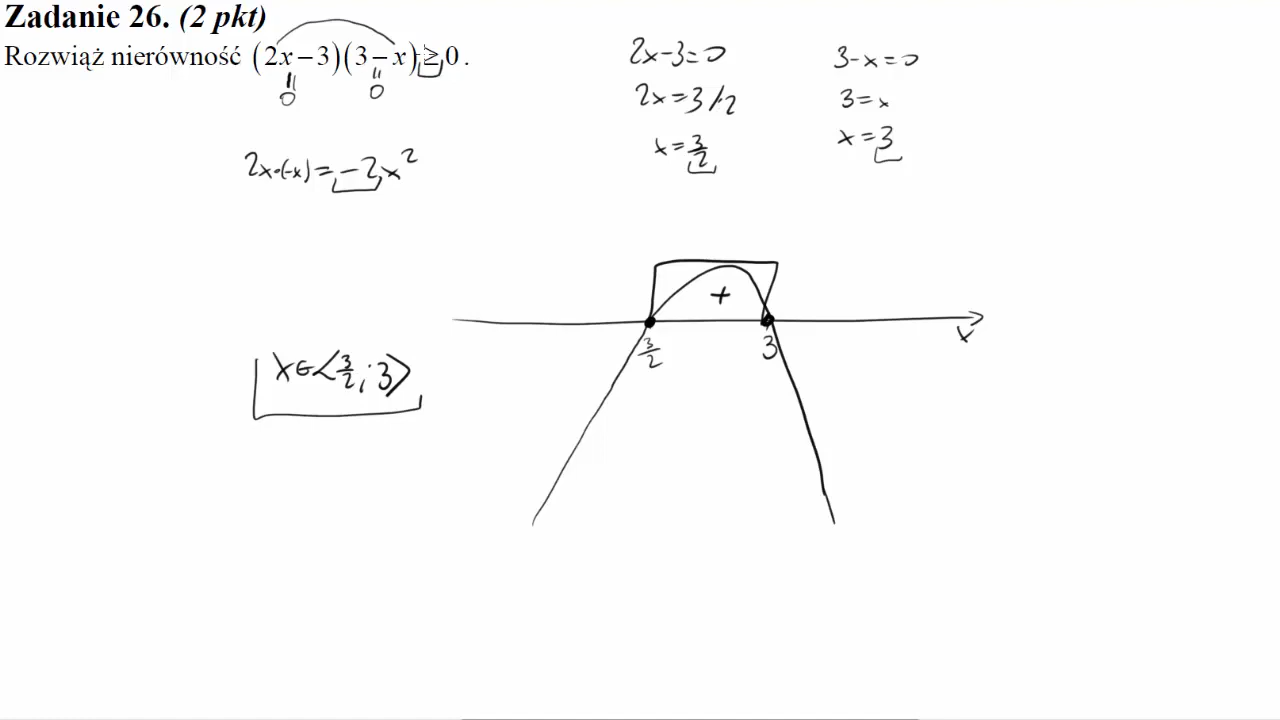 Zadanie 26. (2 pkt)
Rozwiąż nierówność (2x − 3)(3 − x) ≥ 0.
0 0
2x-3=0
2x=3/:2
x=3/2
3-x=0
3=x
x=3
2x·(-x)=-2x²
+
3/2 3 x
x∈<3/2;3>